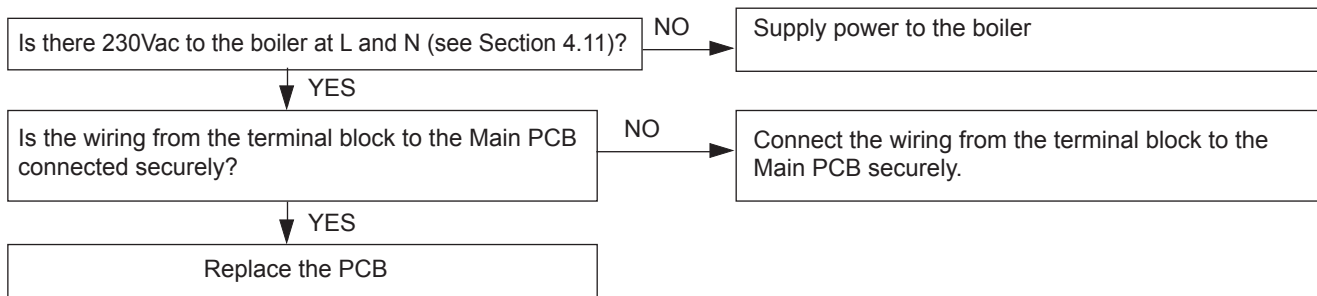 Is there 230Vac to the boiler at L and N (see Section 4.11)?
NO
Supply power to the boiler
YES
Is the wiring from the terminal block to the Main PCB
connected securely?
NO
Connect the wiring from the terminal block to the
Main PCB securely.
YES
Replace the PCB